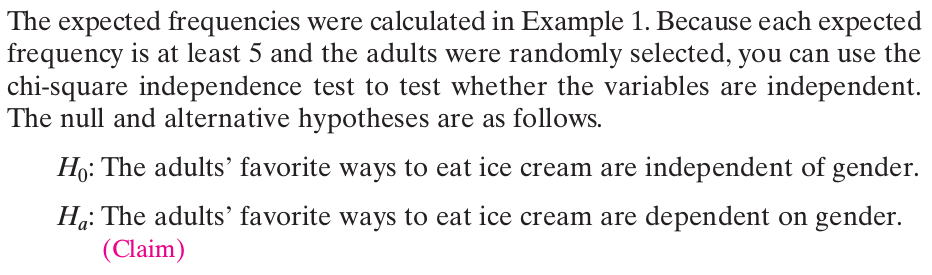 The expected frequencies were calculated in Example 1. Because each expected
frequency is at least 5 and the adults were randomly selected, you can use the
chi-square independence test to test whether the variables are independent.
The null and alternative hypotheses are as follows.
H₀: The adults’ favorite ways to eat ice cream are independent of gender.
Hₐ: The adults’ favorite ways to eat ice cream are dependent on gender.
(Claim)